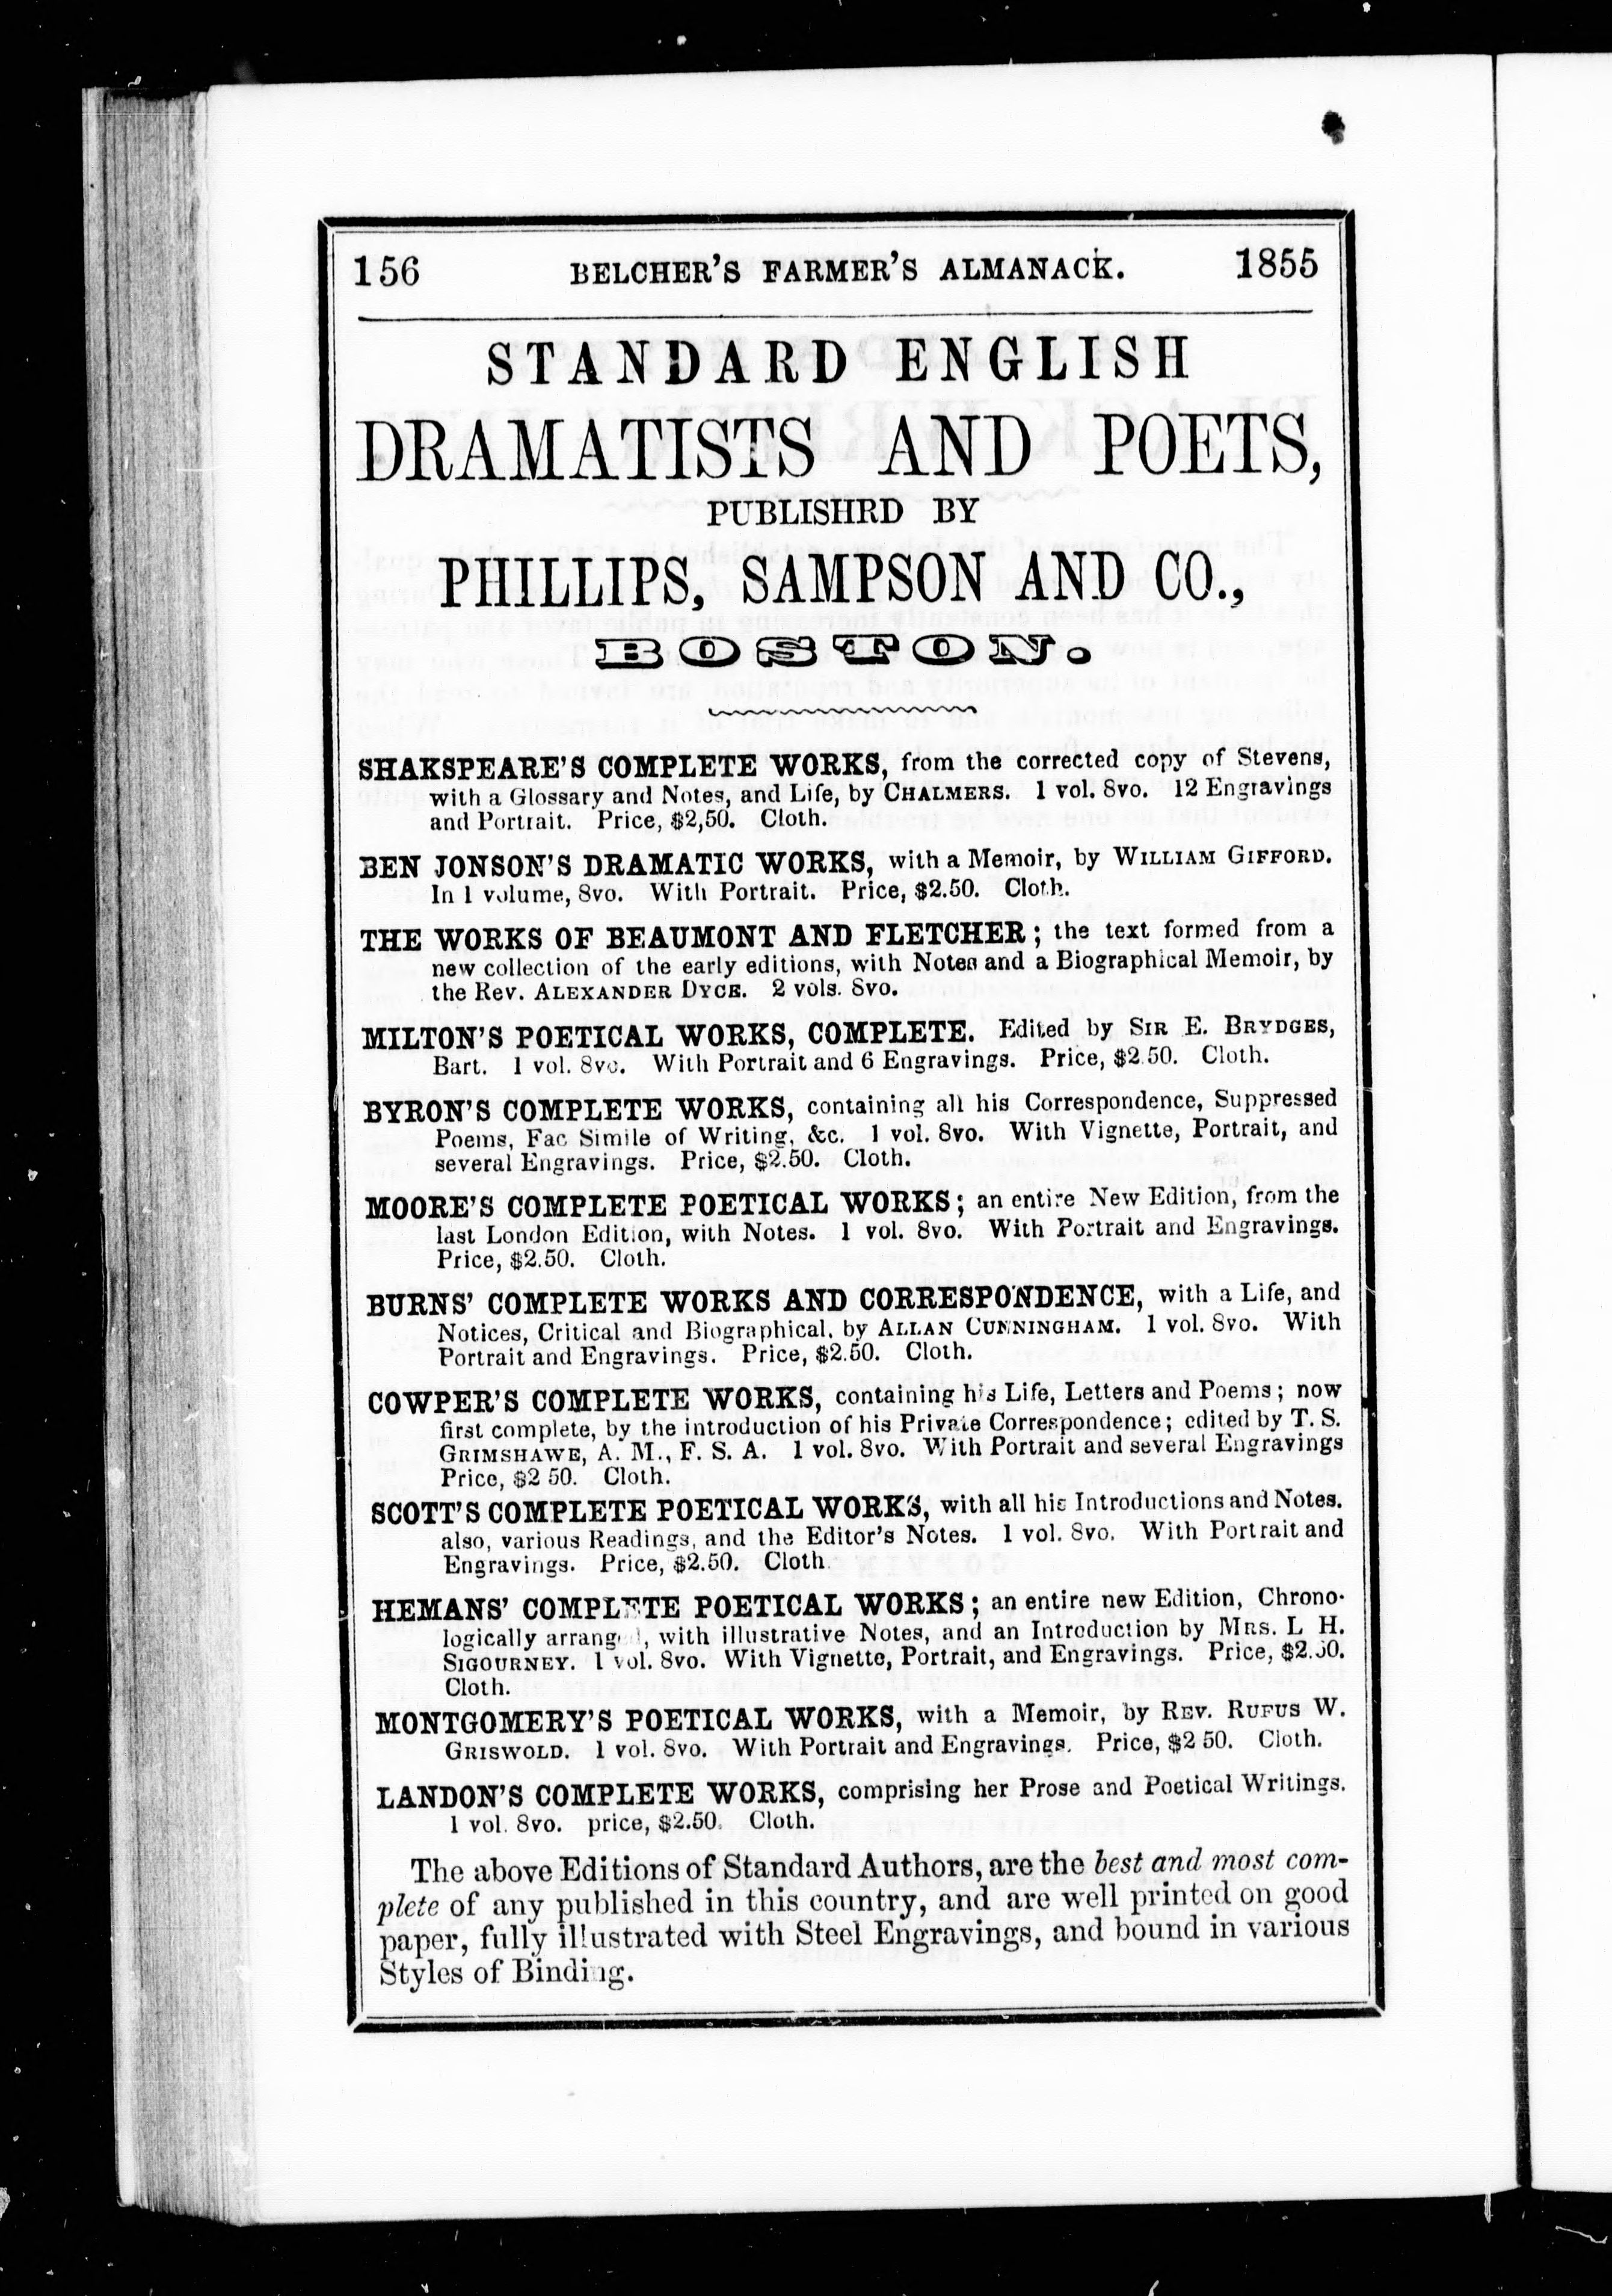 156 BELCHER'S FARMER'S ALMANACK. 1855
STANDARD ENGLISH
DRAMATISTS AND POETS,
PUBLISHRD BY
PHILLIPS, SAMPSON AND CO.,
BOSTON.
SHAKSPEARE'S COMPLETE WORKS, from the corrected copy of Stevens,
with a Glossary and Notes, and Life, by CHALMERS. 1 vol. 8vo. 12 Engravings
and Portrait. Price, $2,50. Cloth.
BEN JONSON'S DRAMATIC WORKS, with a Memoir, by WILLIAM GIFFORD.
In 1 volume, 8vo. With Portrait. Price, $2.50. Cloth.
THE WORKS OF BEAUMONT AND FLETCHER; the text formed from a
new collection of the early editions, with Notes and a Biographical Memoir, by
the Rev. ALEXANDER DYCE. 2 vols. 8vo.
MILTON'S POETICAL WORKS, COMPLETE. Edited by SIR E. BRYDGES,
Bart. 1 vol. 8vo. With Portrait and 6 Engravings. Price, $2.50. Cloth.
BYRON'S COMPLETE WORKS, containing all his Correspondence, Suppressed
Poems, Fac Simile of Writing, &c. 1 vol. 8vo. With Vignette, Portrait, and
several Engravings. Price, $2.50. Cloth.
MOORE'S COMPLETE POETICAL WORKS; an entire New Edition, from the
last London Edition, with Notes. 1 vol. 8vo. With Portrait and Engravings.
Price, $2.50. Cloth.
BURNS' COMPLETE WORKS AND CORRESPONDENCE, with a Life, and
Notices, Critical and Biographical, by ALLAN CUNNINGHAM. 1 vol. 8vo. With
Portrait and Engravings. Price, $2.50. Cloth.
COWPER'S COMPLETE WORKS, containing his Life, Letters and Poems; now
first complete, by the introduction of his Private Correspondence; edited by T. S.
GRIMSHAWE, A. M., F. S. A. 1 vol. 8vo. With Portrait and several Engravings
Price, $2 50. Cloth.
SCOTT'S COMPLETE POETICAL WORKS, with all his Introductions and Notes.
also, various Readings, and the Editor's Notes. 1 vol. 8vo. With Portrait and
Engravings. Price, $2.50. Cloth.
HEMANS' COMPLETE POETICAL WORKS; an entire new Edition, Chrono-
logically arranged, with illustrative Notes, and an Introduction by MRS. L H.
SIGOURNEY. 1 vol. 8vo. With Vignette, Portrait, and Engravings. Price, $2.50.
Cloth.
MONTGOMERY'S POETICAL WORKS, with a Memoir, by REV. RUFUS W.
GRISWOLD. 1 vol. 8vo. With Portrait and Engravings. Price, $2 50. Cloth.
LANDON'S COMPLETE WORKS, comprising her Prose and Poetical Writings.
1 vol. 8vo. price, $2.50. Cloth.
The above Editions of Standard Authors, are the best and most com-
plete of any published in this country, and are well printed on good
paper, fully illustrated with Steel Engravings, and bound in various
Styles of Binding.